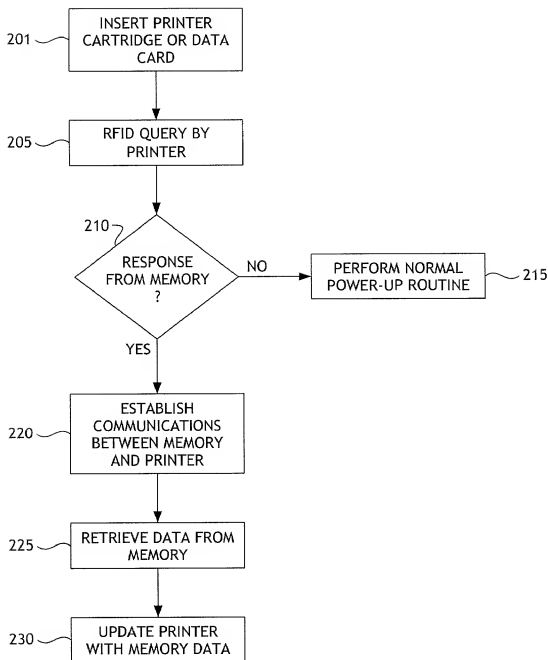 INSERT PRINTER
CARTRIDGE OR DATA
CARD
201
RFID QUERY BY
PRINTER
205
210
RESPONSE
FROM MEMORY
?
NO
PERFORM NORMAL
POWER-UP ROUTINE
215
YES
ESTABLISH
COMMUNICATIONS
BETWEEN MEMORY
AND PRINTER
220
RETRIEVE DATA FROM
MEMORY
225
UPDATE PRINTER
WITH MEMORY DATA
230